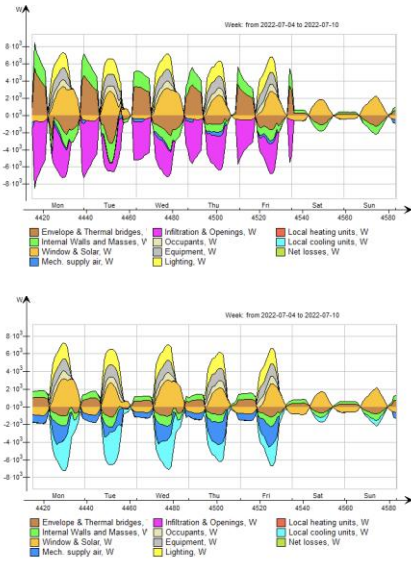 W
Week: from 2022-07-04 to 2022-07-10
8·10³
6·10³
4·10³
2·10³
0·10⁰
-2·10³
-4·10³
-6·10³
-8·10³
Mon Tue Wed Thu Fri Sat Sun
4420 4440 4460 4480 4500 4520 4540 4560 4580
Envelope & Thermal bridges, Infiltration & Openings, W Local heating units, W
Internal Walls and Masses, Occupants, W Local cooling units, W
Window & Solar, W Equipment, W Net losses, W
Mech. supply air, W Lighting, W
W
Week: from 2022-07-04 to 2022-07-10
8·10³
6·10³
4·10³
2·10³
0·10⁰
-2·10³
-4·10³
-6·10³
-8·10³
Mon Tue Wed Thu Fri Sat Sun
4420 4440 4460 4480 4500 4520 4540 4560 4580
Envelope & Thermal bridges, Infiltration & Openings, W Local heating units, W
Internal Walls and Masses, Occupants, W Local cooling units, W
Window & Solar, W Equipment, W Net losses, W
Mech. supply air, W Lighting, W